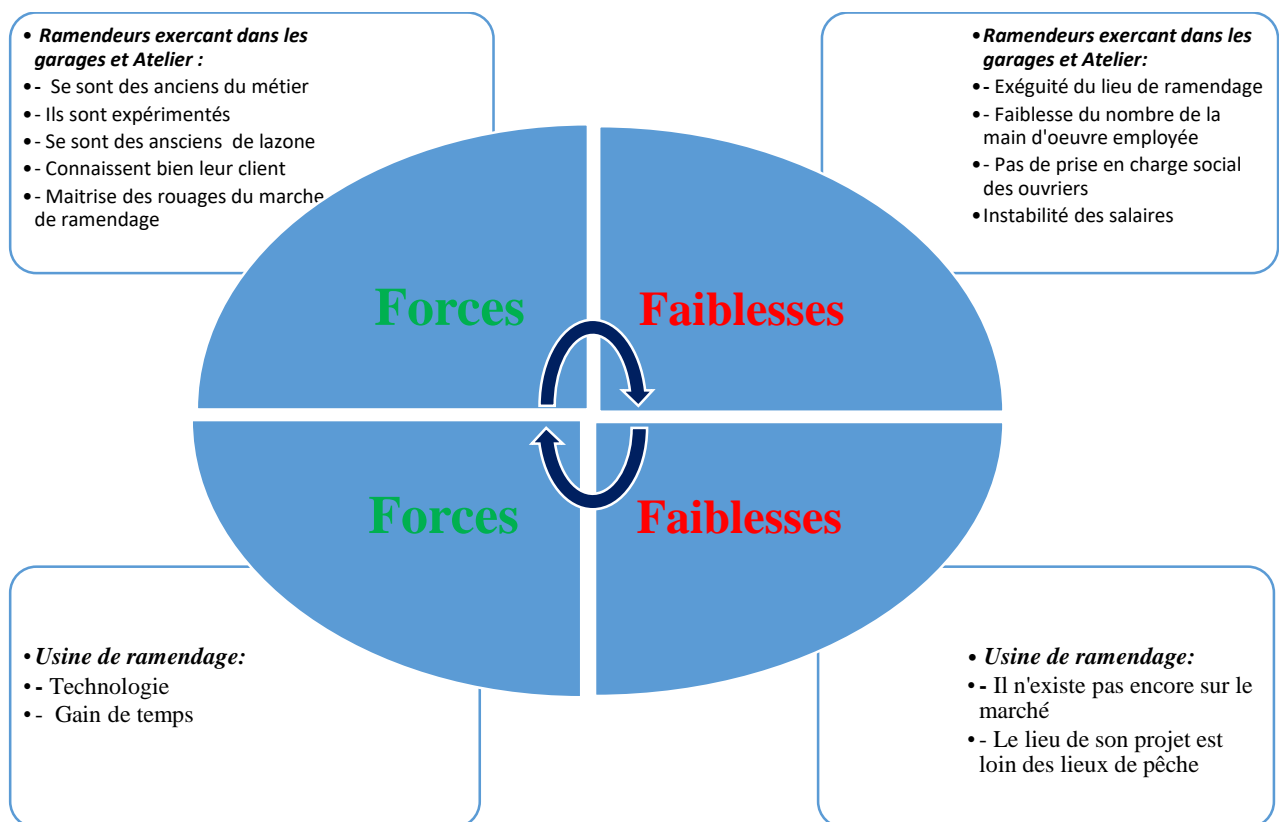 • Ramendeurs exercant dans les
garages et Atelier :
•- Se sont des anciens du métier
•- Ils sont expérimentés
•- Se sont des ansciens de lazone
•- Connaissent bien leur client
•- Maitrise des rouages du marche
de ramendage
•Ramendeurs exercant dans les
garages et Atelier:
•- Exéguité du lieu de ramendage
•- Faiblesse du nombre de la
main d'oeuvre employée
•- Pas de prise en charge social
des ouvriers
•Instabilité des salaires
Forces
Faiblesses
Forces
Faiblesses
• Usine de ramendage:
•- Technologie
•- Gain de temps
• Usine de ramendage:
•- Il n'existe pas encore sur le
marché
•- Le lieu de son projet est
loin des lieux de pêche